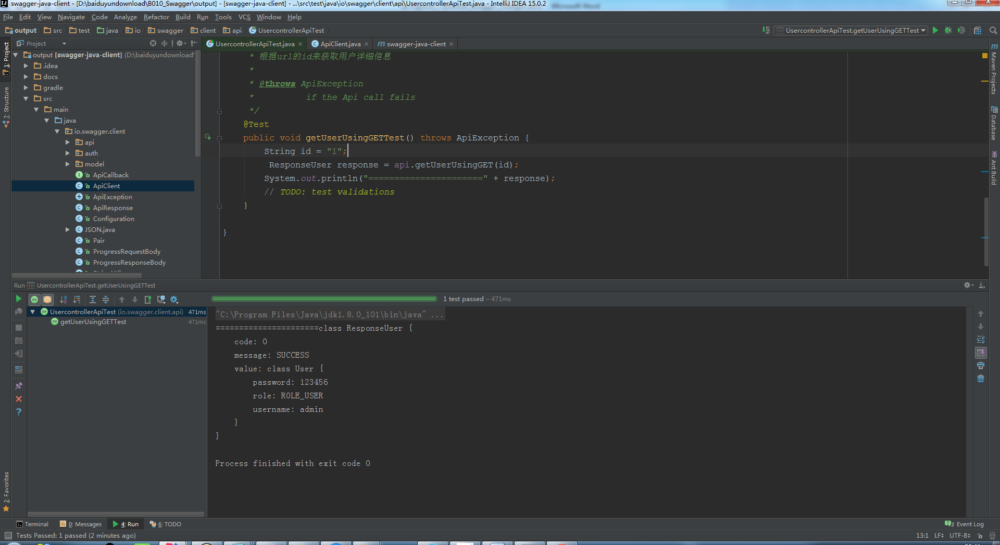 swagger-java-client - [D:\baiduyundownload\B010_Swagger\output] - [swagger-java-client] - ...\src\test\java\io\swagger\client\api\UsercontrollerApiTest.java - IntelliJ IDEA 15.0.2
File Edit View Navigate Code Analyze Refactor Build Run Tools VCS Window Help
output src test java io swagger client api UsercontrollerApiTest
UsercontrollerApiTest.getUserUsingGETTest
Project
UsercontrollerApiTest.java ApiClient.java swagger-java-client
1: Project
7: Structure
2: Favorites
output [swagger-java-client] (D:\baiduyundownload\
.idea
docs
gradle
src
main
java
io.swagger.client
api
auth
model
ApiCallback
ApiClient
ApiException
ApiResponse
Configuration
JSON.java
Pair
ProgressRequestBody
ProgressResponseBody
* 根据url的id来获取用户详细信息
*
* @throws ApiException
* if the Api call fails
*/
@Test
public void getUserUsingGETTest() throws ApiException {
String id = "1";
ResponseUser response = api.getUserUsingGET(id);
System.out.println("======================" + response);
// TODO: test validations
}
}
Maven Projects
Database
Ant Build
Run UsercontrollerApiTest.getUserUsingGETTest
1 test passed – 471ms
UsercontrollerApiTest (io.swagger.client.api) 471ms
getUserUsingGETTest 471ms
"C:\Program Files\Java\jdk1.8.0_101\bin\java" ...
======================class ResponseUser {
code: 0
message: SUCCESS
value: class User {
password: 123456
role: ROLE_USER
username: admin
}
}
Process finished with exit code 0
Terminal 0: Messages 4: Run 6: TODO
2 Event Log
Tests Passed: 1 passed (2 minutes ago)
13:1 LF UTF-8